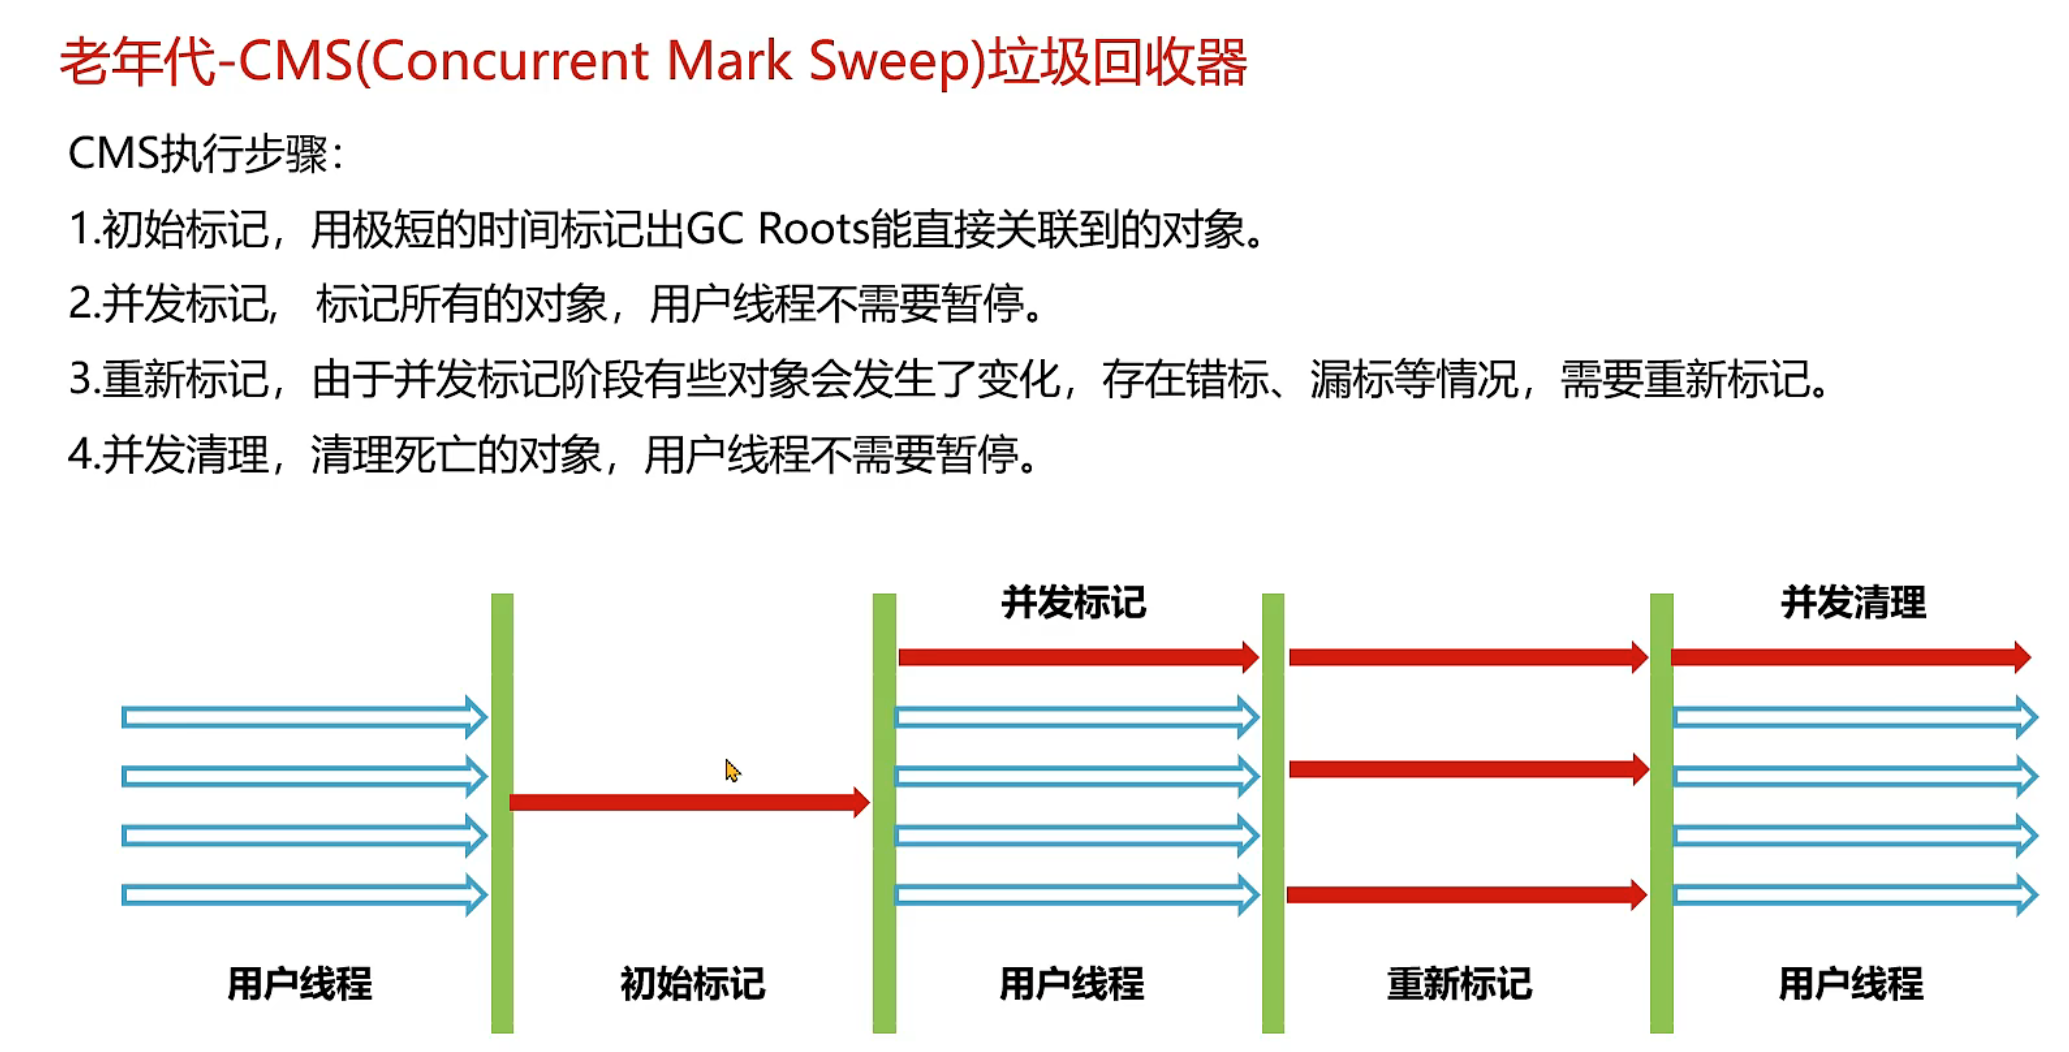 老年代-CMS(Concurrent Mark Sweep)垃圾回收器
CMS执行步骤：
1.初始标记，用极短的时间标记出GC Roots能直接关联到的对象。
2.并发标记， 标记所有的对象，用户线程不需要暂停。
3.重新标记，由于并发标记阶段有些对象会发生了变化，存在错标、漏标等情况，需要重新标记。
4.并发清理，清理死亡的对象，用户线程不需要暂停。
并发标记
并发清理
用户线程
初始标记
用户线程
重新标记
用户线程